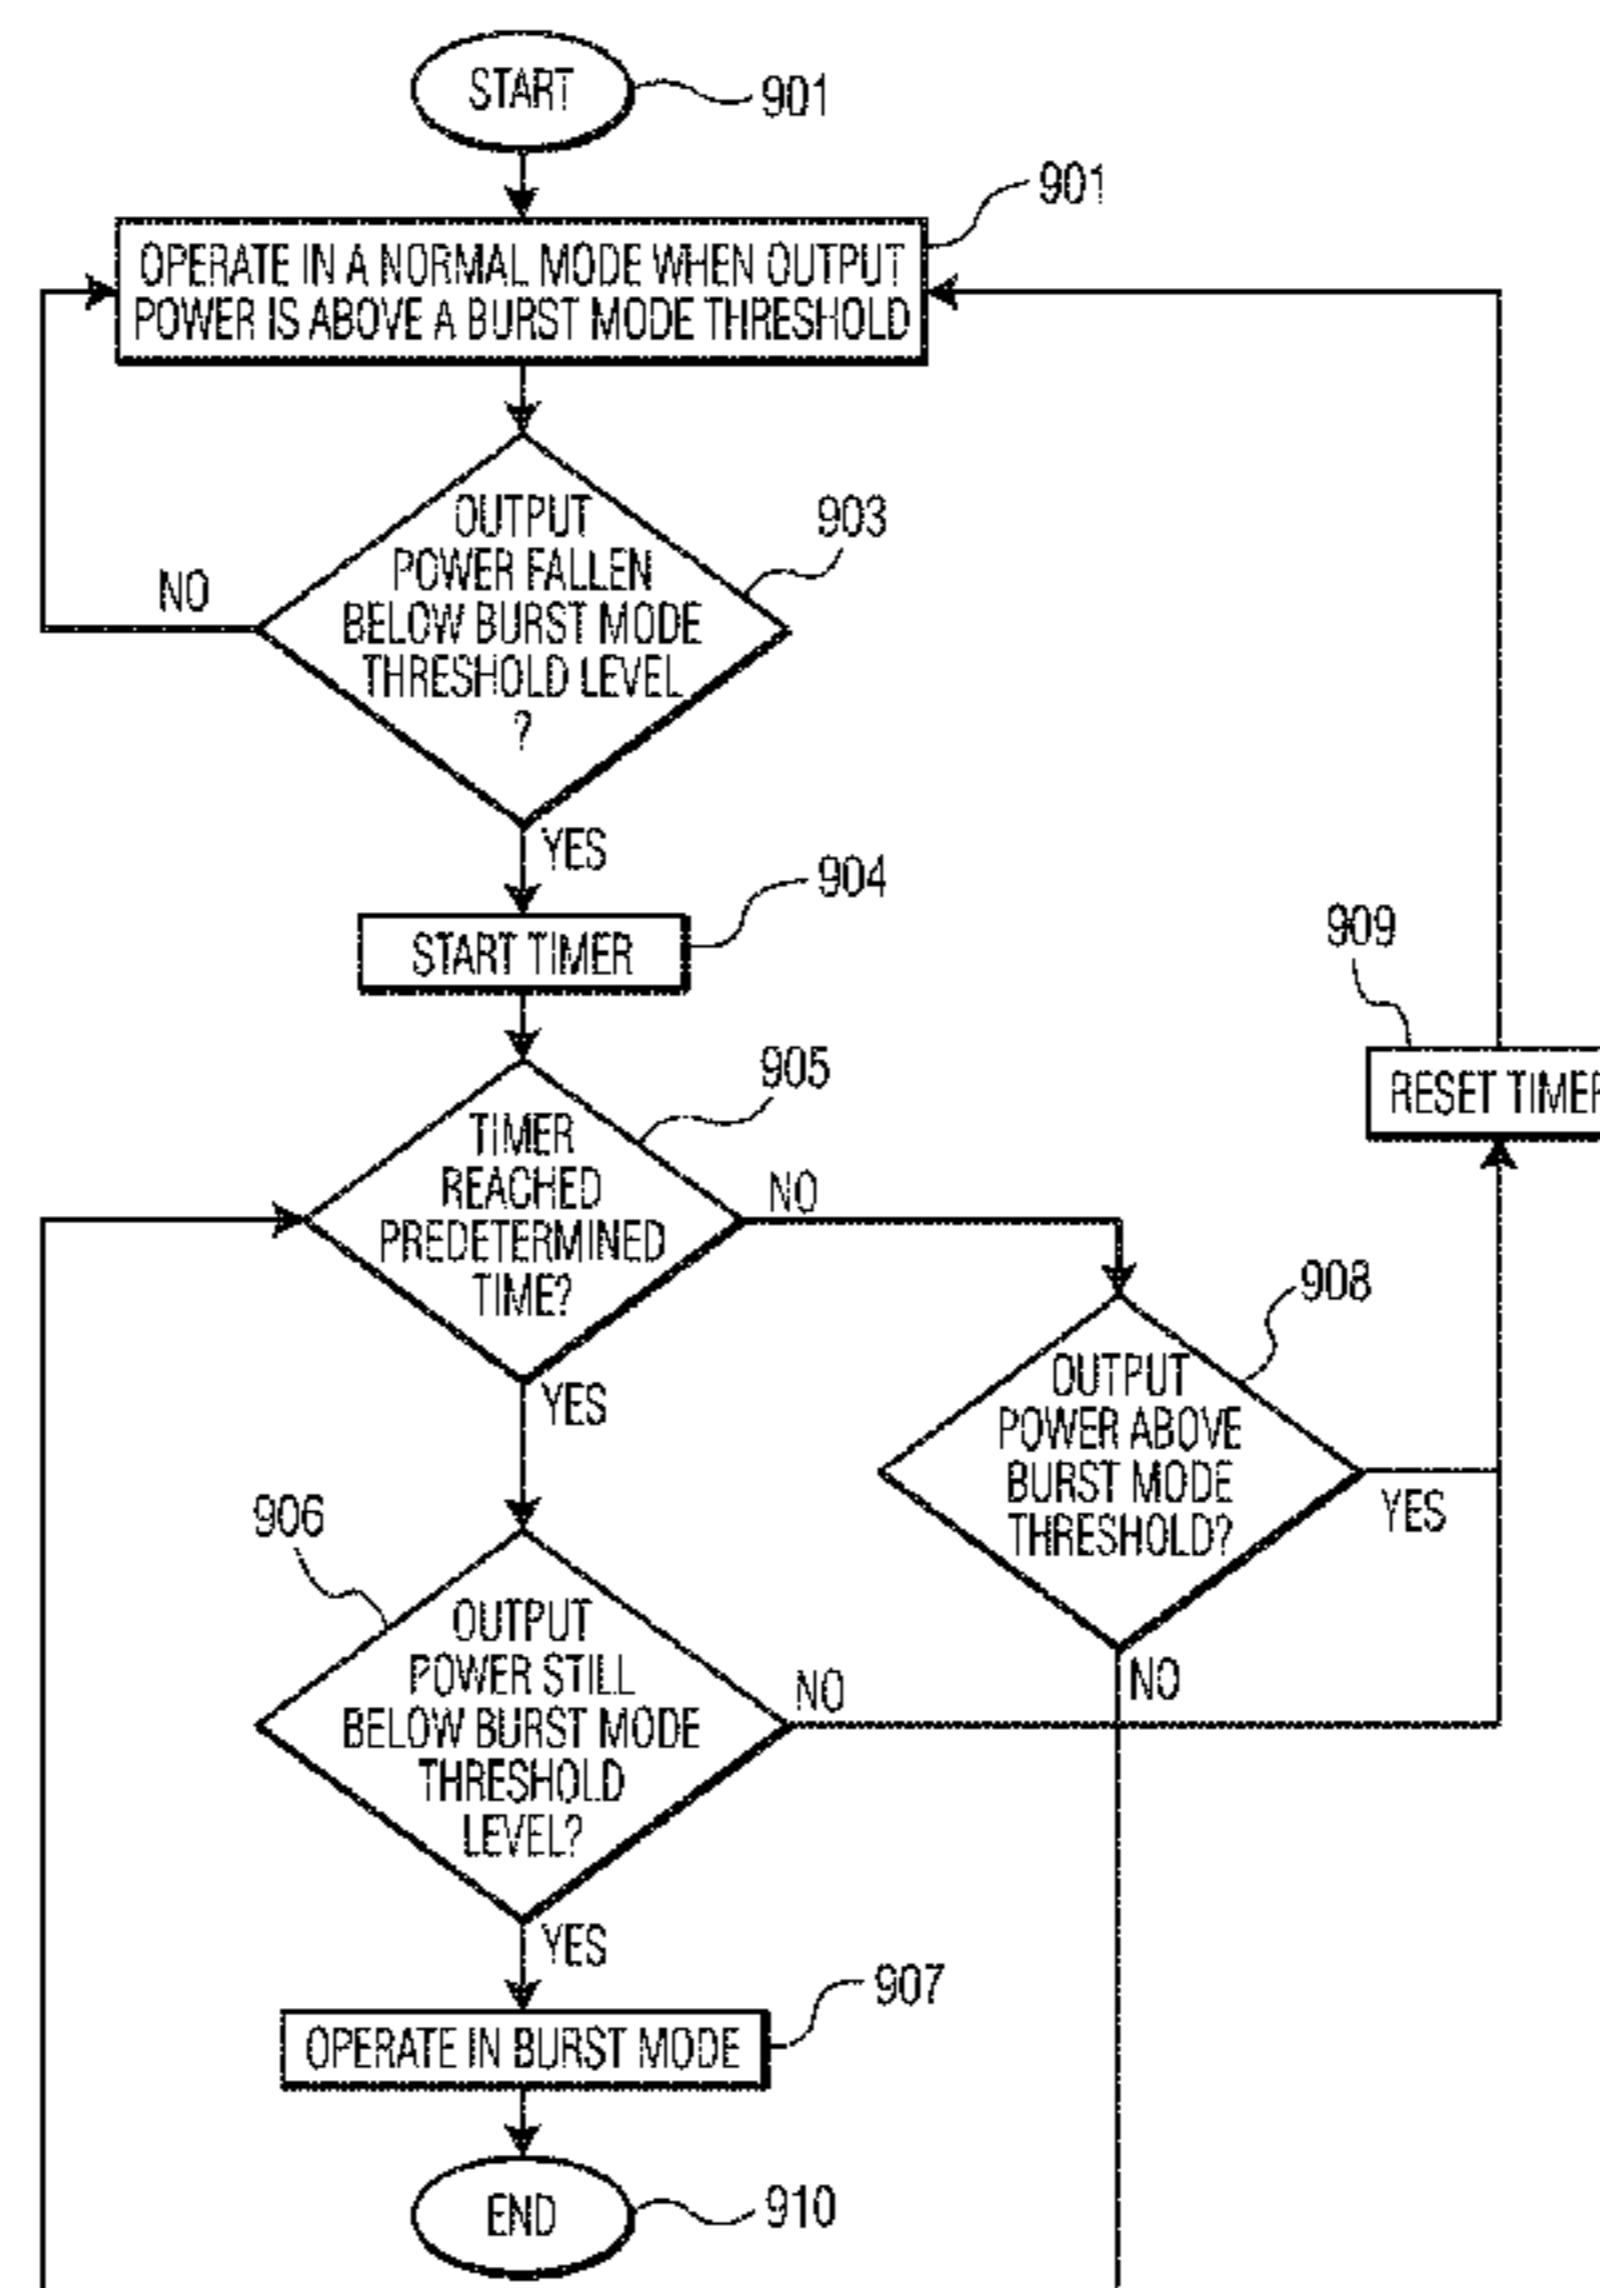 START
901
901
OPERATE IN A NORMAL MODE WHEN OUTPUT
POWER IS ABOVE A BURST MODE THRESHOLD
OUTPUT
POWER FALLEN
BELOW BURST MODE
THRESHOLD LEVEL
?
903
NO
YES
904
START TIMER
909
RESET TIMER
905
TIMER
REACHED
PREDETERMINED
TIME?
NO
YES
908
OUTPUT
POWER ABOVE
BURST MODE
THRESHOLD?
YES
NO
906
OUTPUT
POWER STILL
BELOW BURST MODE
THRESHOLD
LEVEL?
NO
YES
907
OPERATE IN BURST MODE
END
910